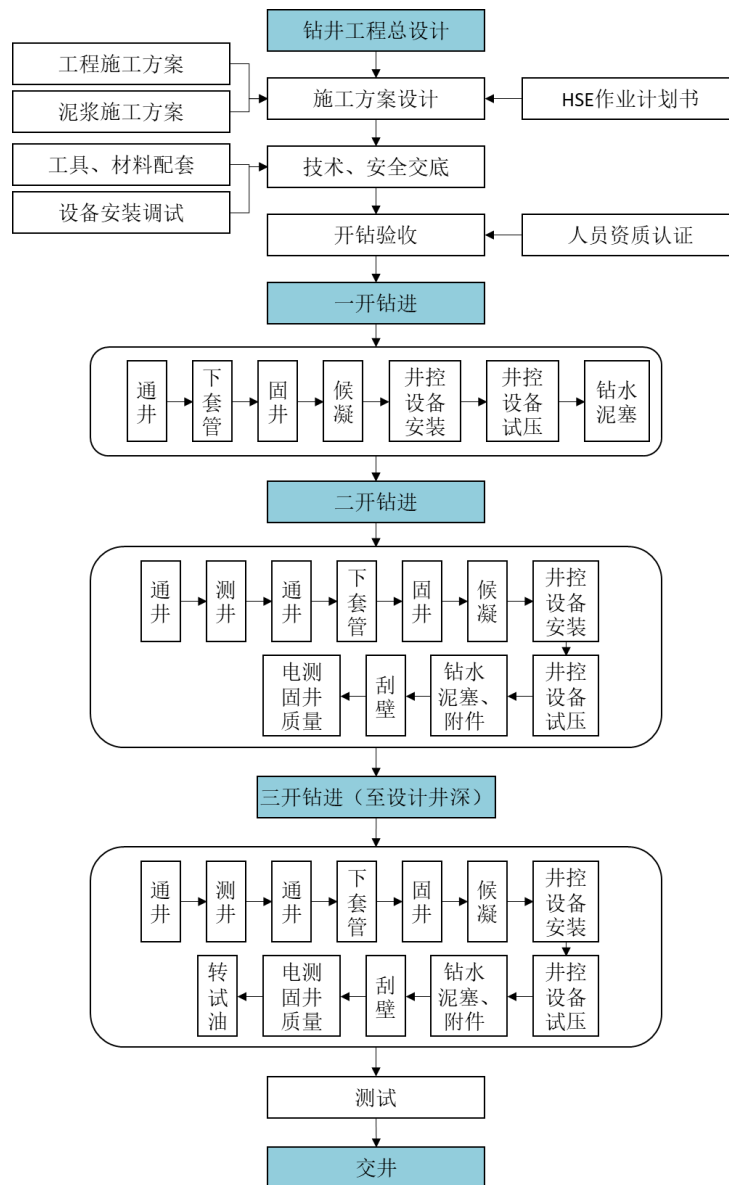 钻井工程总设计
工程施工方案
泥浆施工方案
施工方案设计
HSE作业计划书
工具、材料配套
设备安装调试
技术、安全交底
开钻验收
人员资质认证
一开钻进
通
井
下
套
管
固
井
候
凝
井控
设备
安装
井控
设备
试压
钻水
泥塞
二开钻进
通
井
测
井
通
井
下
套
管
固
井
候
凝
井控
设备
安装
井控
设备
试压
钻水
泥塞、
附件
刮
壁
电测
固井
质量
三开钻进（至设计井深）
通
井
测
井
通
井
下
套
管
固
井
候
凝
井控
设备
安装
井控
设备
试压
钻水
泥塞、
附件
刮
壁
电测
固井
质量
转
试
油
测试
交井